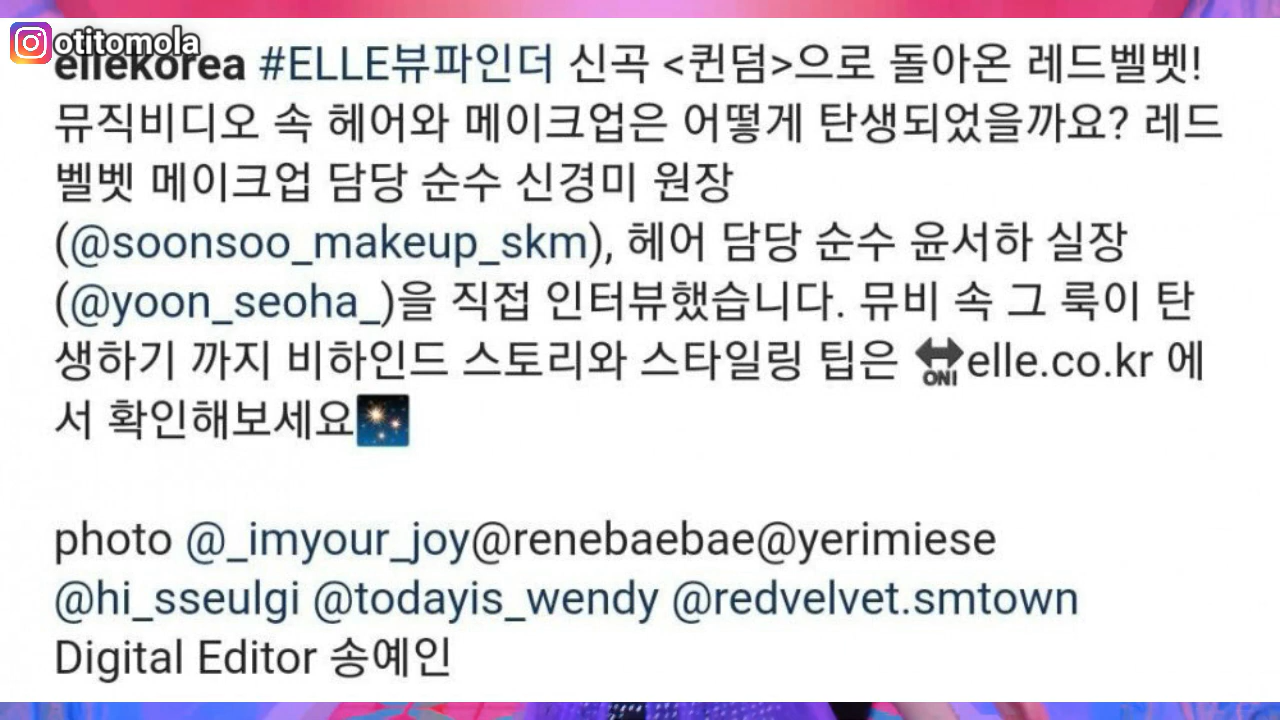 otitomola
ellekorea #ELLE뷰파인더 신곡 <퀸덤>으로 돌아온 레드벨벳!
뮤직비디오 속 헤어와 메이크업은 어떻게 탄생되었을까요? 레드
벨벳 메이크업 담당 순수 신경미 원장
(@soonsoo_makeup_skm), 헤어 담당 순수 윤서하 실장
(@yoon_seoha_)을 직접 인터뷰했습니다. 뮤비 속 그 룩이 탄
생하기 까지 비하인드 스토리와 스타일링 팁은 ON!elle.co.kr 에
서 확인해보세요
photo @_imyour_joy@renebaebae@yerimiese
@hi_sseulgi @todayis_wendy @redvelvet.smtown
Digital Editor 송예인